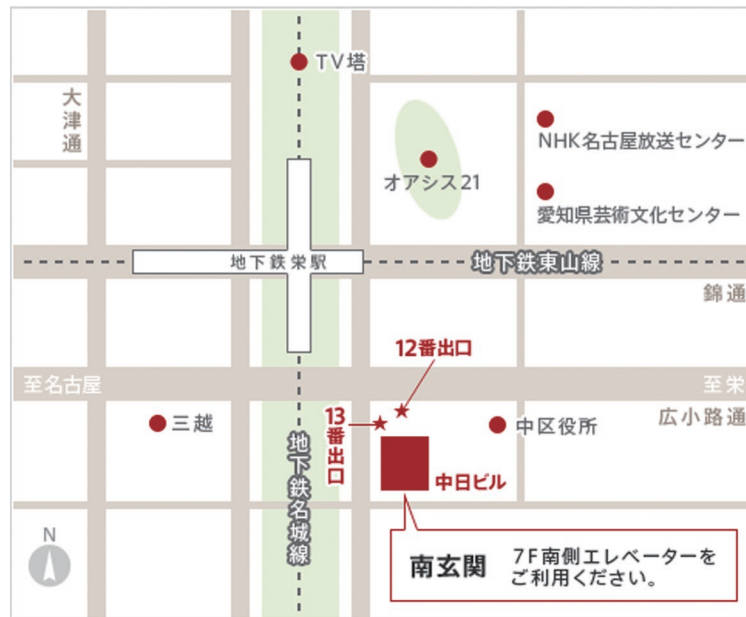 TV塔
大津通
NHK名古屋放送センター
オアシス21
愛知県芸術文化センター
地下鉄栄駅
地下鉄東山線
錦通
12番出口
至名古屋
至栄
13番出口
三越
中区役所
広小路通
地下鉄名城線
中日ビル
N
南玄関
7F南側エレベーターを
ご利用ください。